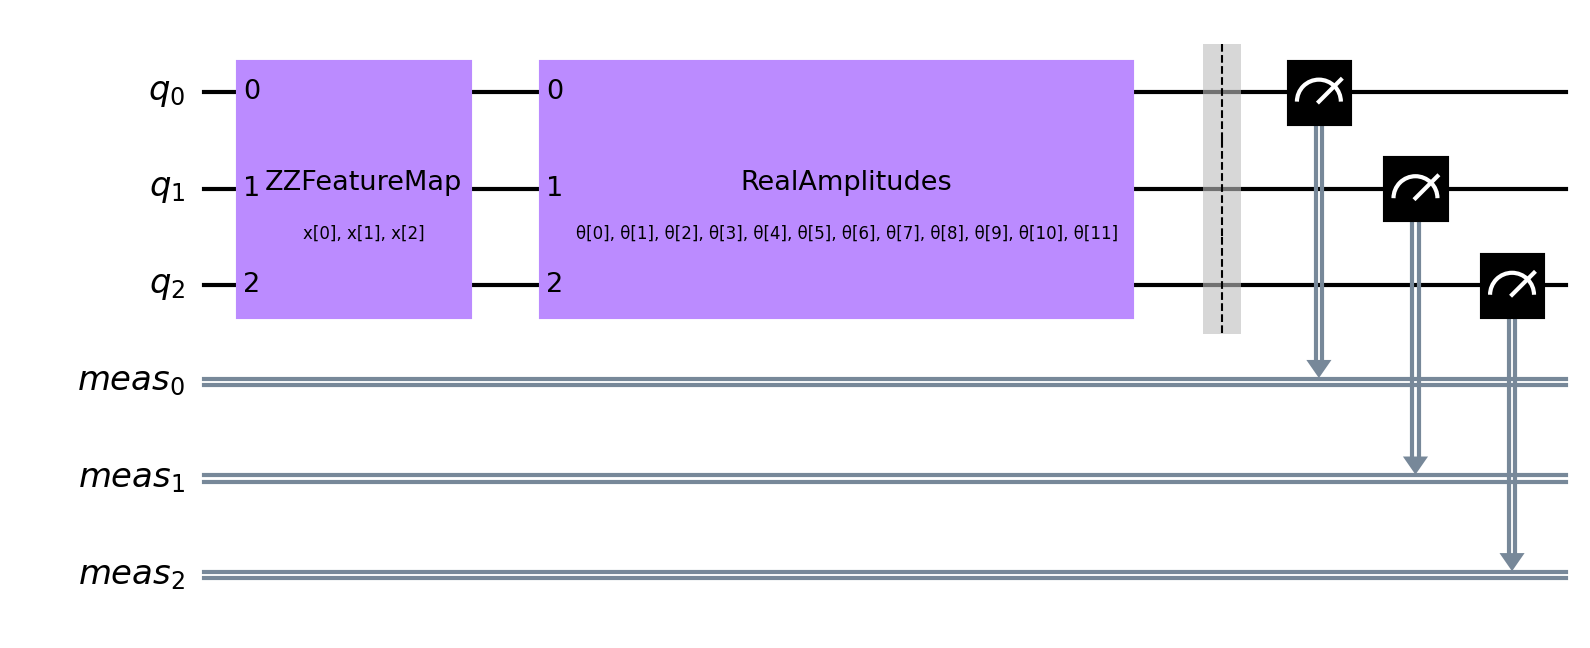 q0 0 0
q1 1 ZZFeatureMap 1 RealAmplitudes
x[0], x[1], x[2] θ[0], θ[1], θ[2], θ[3], θ[4], θ[5], θ[6], θ[7], θ[8], θ[9], θ[10], θ[11]
q2 2 2
meas0
meas1
meas2